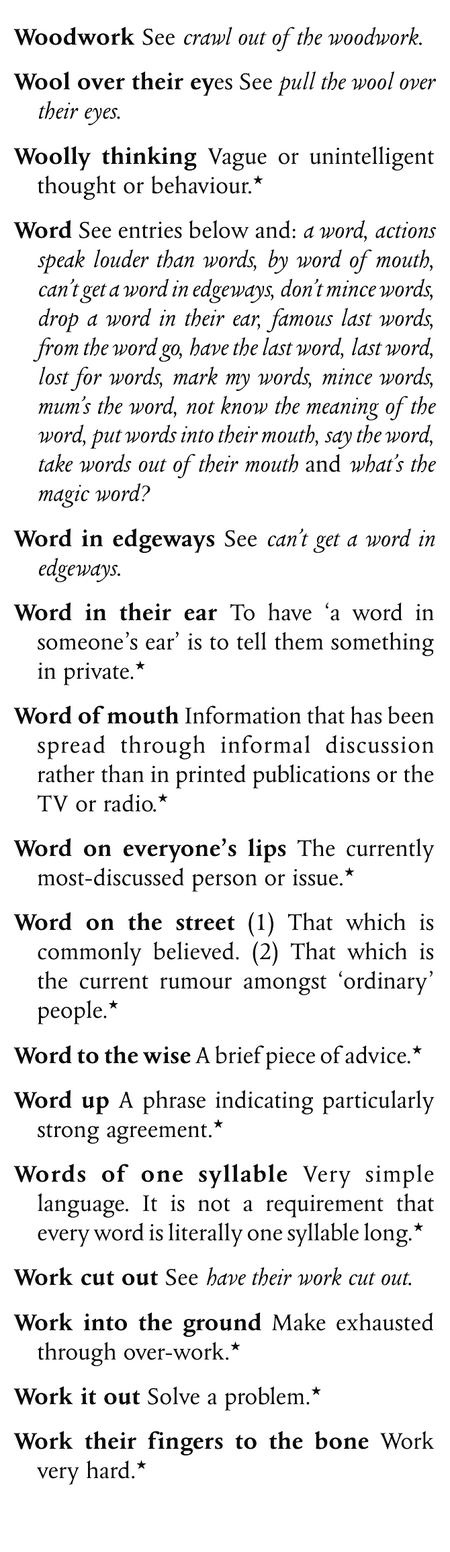 Woodwork See crawl out of the woodwork.
Wool over their eyes See pull the wool over
their eyes.
Woolly thinking Vague or unintelligent
thought or behaviour.★
Word See entries below and: a word, actions
speak louder than words, by word of mouth,
can't get a word in edgeways, don't mince words,
drop a word in their ear, famous last words,
from the word go, have the last word, last word,
lost for words, mark my words, mince words,
mum's the word, not know the meaning of the
word, put words into their mouth, say the word,
take words out of their mouth and what's the
magic word?
Word in edgeways See can't get a word in
edgeways.
Word in their ear To have ‘a word in
someone's ear’ is to tell them something
in private.★
Word of mouth Information that has been
spread through informal discussion
rather than in printed publications or the
TV or radio.★
Word on everyone's lips The currently
most-discussed person or issue.★
Word on the street (1) That which is
commonly believed. (2) That which is
the current rumour amongst ‘ordinary’
people.★
Word to the wise A brief piece of advice.★
Word up A phrase indicating particularly
strong agreement.★
Words of one syllable Very simple
language. It is not a requirement that
every word is literally one syllable long.★
Work cut out See have their work cut out.
Work into the ground Make exhausted
through over-work.★
Work it out Solve a problem.★
Work their fingers to the bone Work
very hard.★